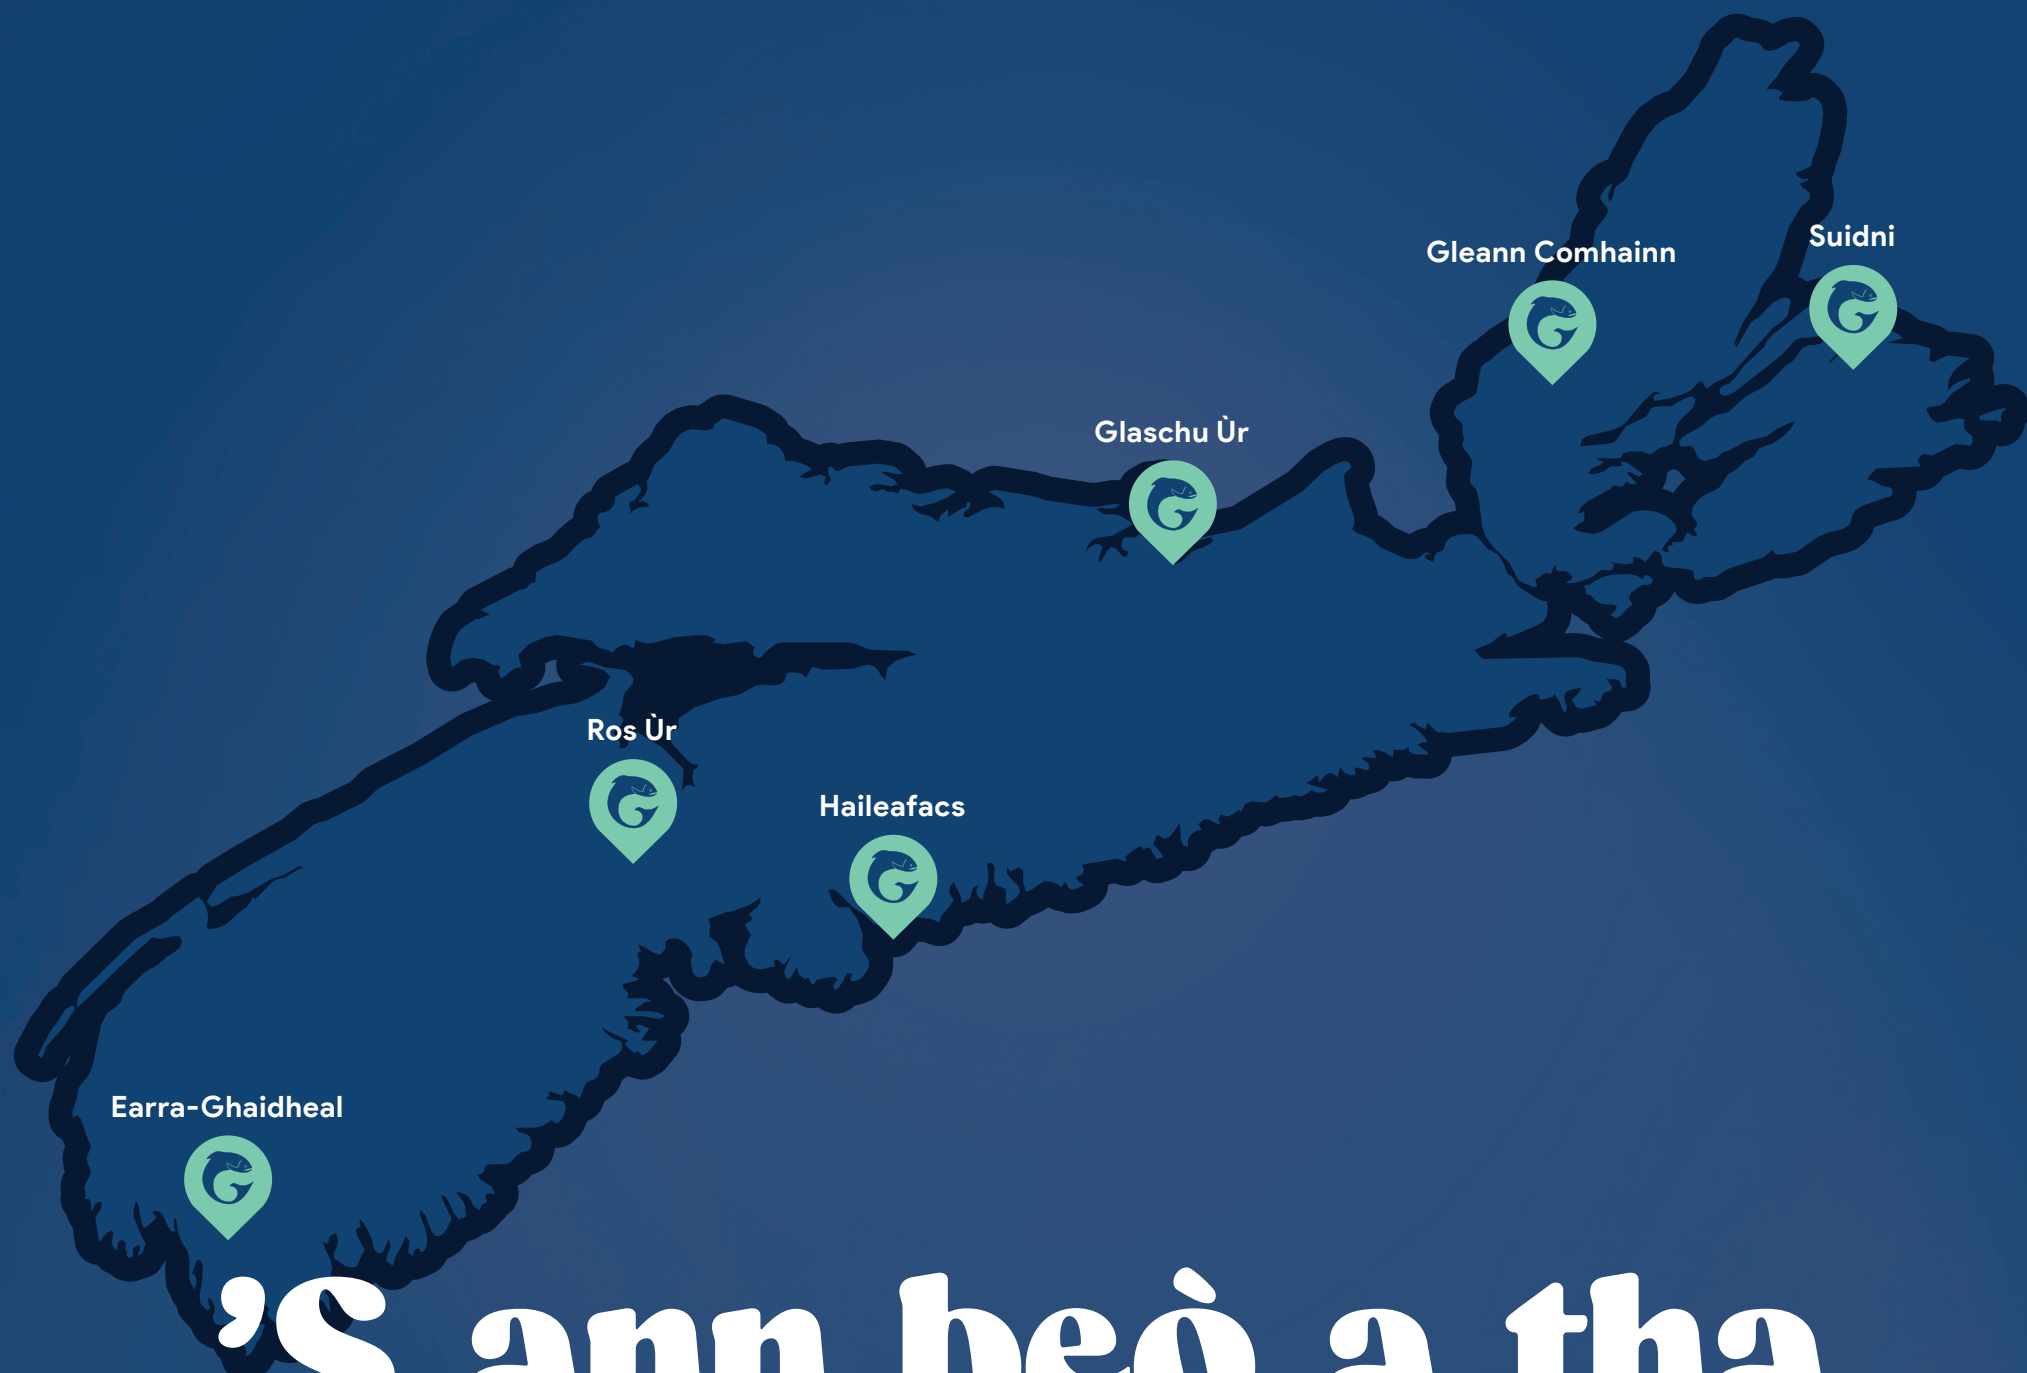 Suidni
Gleann Comhainn
Glaschu Ùr
Ros Ùr
Haileafacs
Earra-Ghaidheal
’S ann beò a tha